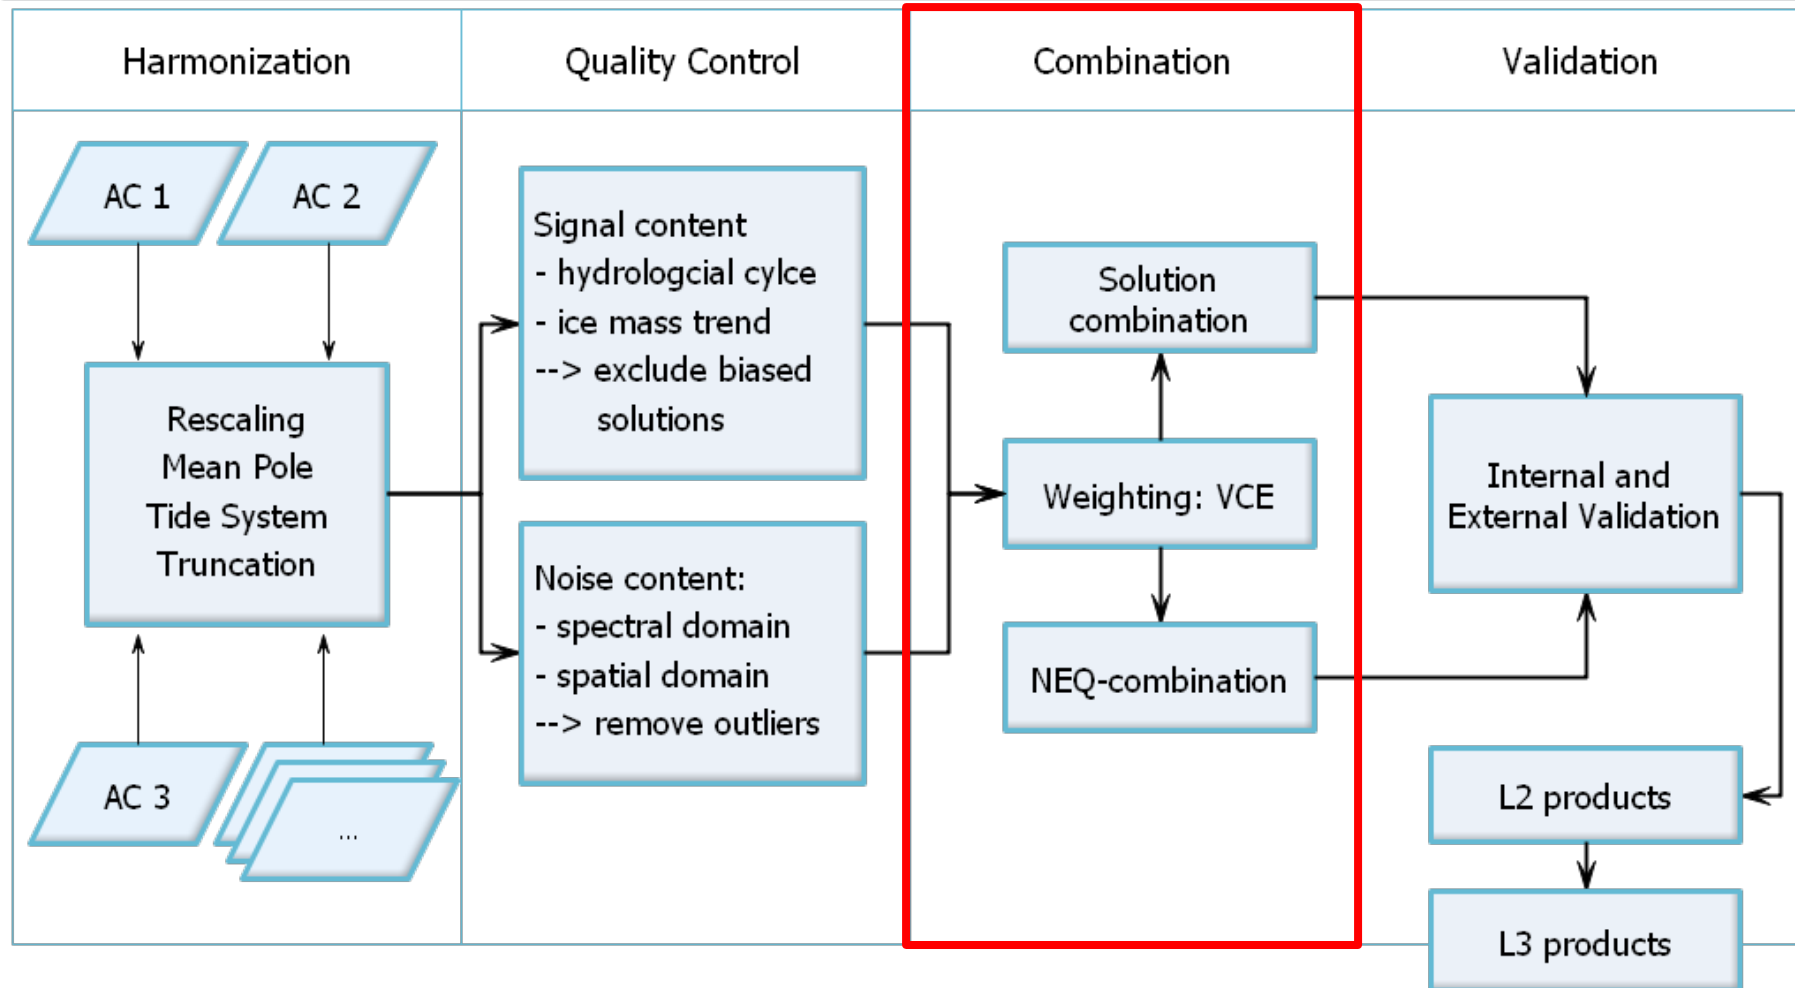 Harmonization
Quality Control
Combination
Validation
AC 1
AC 2
Rescaling
Mean Pole
Tide System
Truncation
AC 3
...
Signal content
- hydrologcial cylce
- ice mass trend
--> exclude biased
solutions
Noise content:
- spectral domain
- spatial domain
--> remove outliers
Solution
combination
Weighting: VCE
NEQ-combination
Internal and
External Validation
L2 products
L3 products